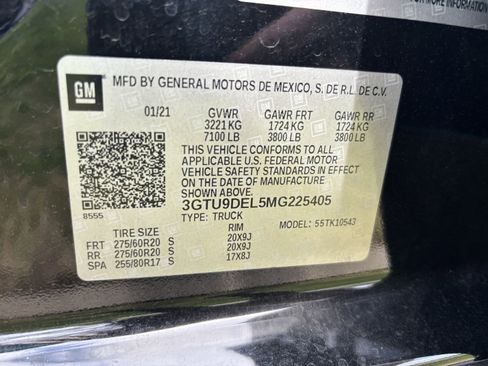 FOR MORE INFORMATION
GM
MFD BY GENERAL MOTORS DE MEXICO, S. DE R.L. DE C.V.
01/21 GVWR GAWR FRT GAWR RR
3221 KG 1724 KG 1724 KG
7100 LB 3800 LB 3800 LB
THIS VEHICLE CONFORMS TO ALL
APPLICABLE U.S. FEDERAL MOTOR
VEHICLE SAFETY STANDARDS IN EFFECT
ON THE DATE OF MANUFACTURE
SHOWN ABOVE.
3GTU9DEL5MG225405
8555
TYPE: TRUCK MODEL: 55TK10543
TIRE SIZE RIM
FRT 275/60R20 S 20X9J
RR 275/60R20 S 20X9J
SPA 255/80R17 S 17X8J